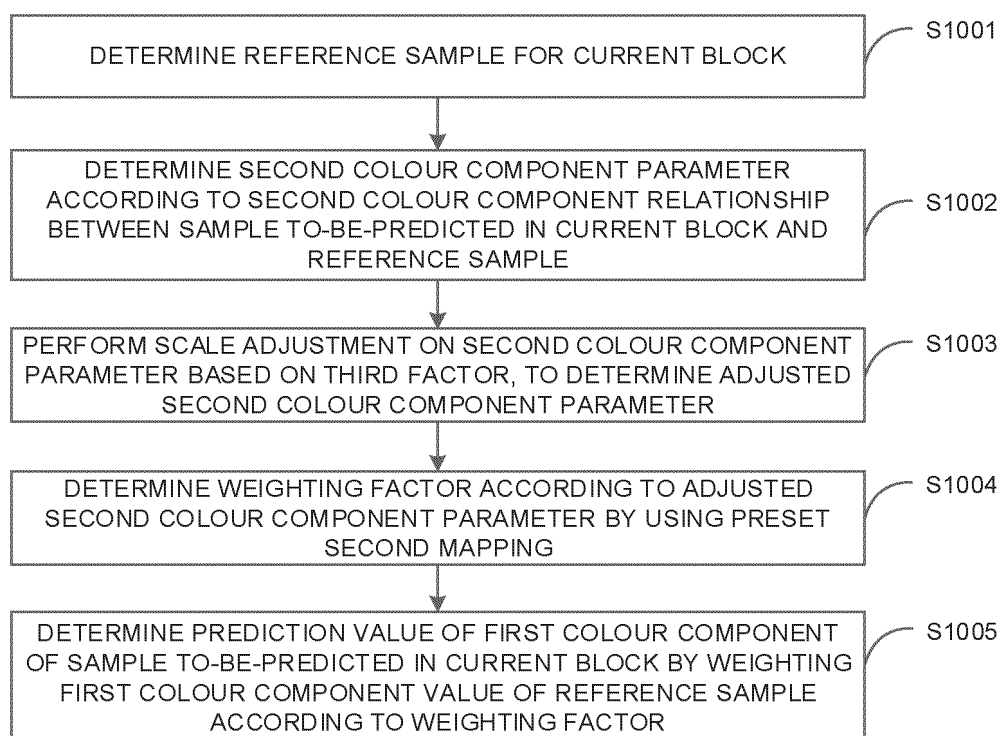 DETERMINE REFERENCE SAMPLE FOR CURRENT BLOCK
S1001
DETERMINE SECOND COLOUR COMPONENT PARAMETER
ACCORDING TO SECOND COLOUR COMPONENT RELATIONSHIP
BETWEEN SAMPLE TO-BE-PREDICTED IN CURRENT BLOCK AND
REFERENCE SAMPLE
S1002
PERFORM SCALE ADJUSTMENT ON SECOND COLOUR COMPONENT
PARAMETER BASED ON THIRD FACTOR, TO DETERMINE ADJUSTED
SECOND COLOUR COMPONENT PARAMETER
S1003
DETERMINE WEIGHTING FACTOR ACCORDING TO ADJUSTED
SECOND COLOUR COMPONENT PARAMETER BY USING PRESET
SECOND MAPPING
S1004
DETERMINE PREDICTION VALUE OF FIRST COLOUR COMPONENT
OF SAMPLE TO-BE-PREDICTED IN CURRENT BLOCK BY WEIGHTING
FIRST COLOUR COMPONENT VALUE OF REFERENCE SAMPLE
ACCORDING TO WEIGHTING FACTOR
S1005